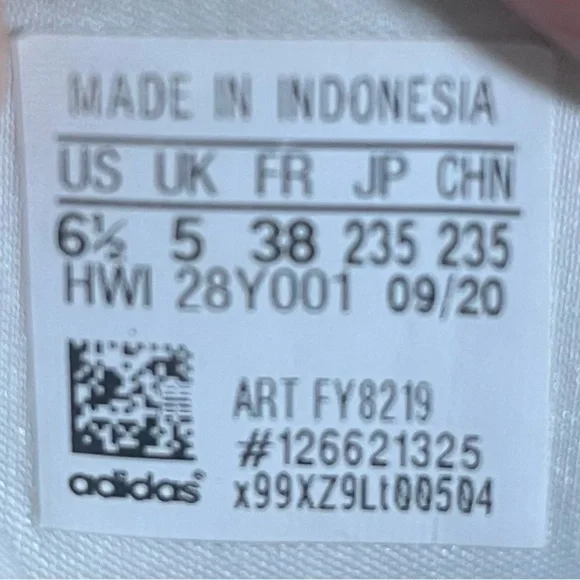 MADE IN INDONESIA
US UK FR JP CHN
6½ 5 38 235 235
HWI 28Y001 09/20
ART FY8219
#126621325
adidas® x99XZ9Lt00504